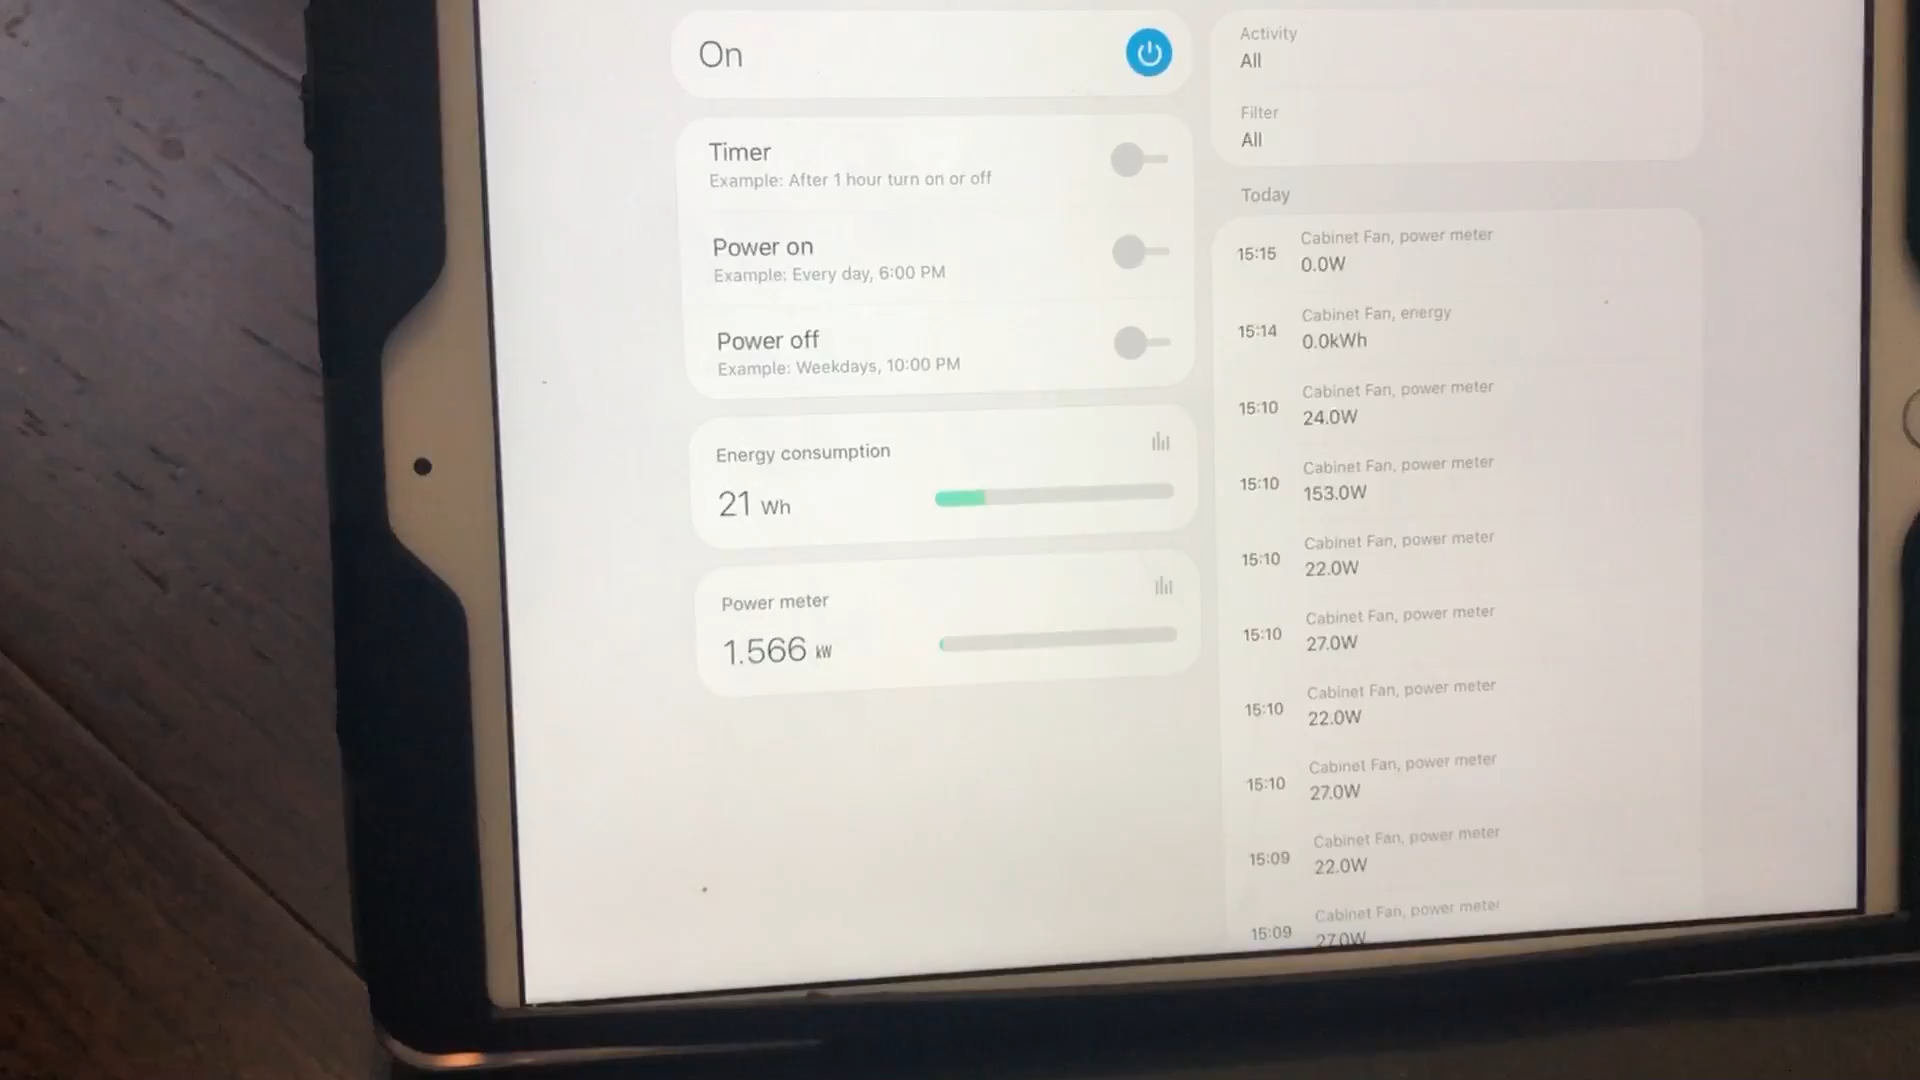 On
Timer
Example: After 1 hour turn on or off
Power on
Example: Every day, 6:00 PM
Power off
Example: Weekdays, 10:00 PM
Energy consumption
21 Wh
Power meter
1.566 kW
Activity
All
Filter
All
Today
15:15
Cabinet Fan, power meter
0.0W
15:14
Cabinet Fan, energy
0.0kWh
15:10
Cabinet Fan, power meter
24.0W
15:10
Cabinet Fan, power meter
153.0W
15:10
Cabinet Fan, power meter
22.0W
15:10
Cabinet Fan, power meter
27.0W
15:10
Cabinet Fan, power meter
22.0W
15:10
Cabinet Fan, power meter
27.0W
15:09
Cabinet Fan, power meter
22.0W
15:09
Cabinet Fan, power meter
27.0W